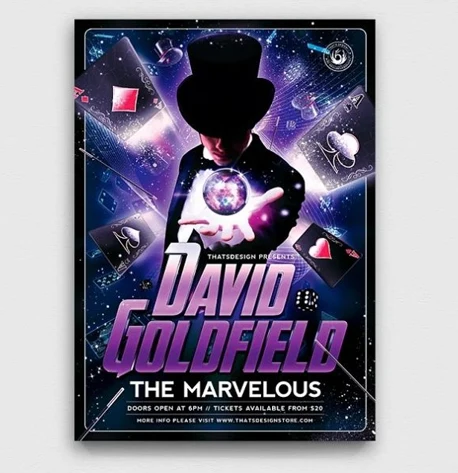 THATSDESIGN PRESENTS
DAVID
GOLDFIELD
THE MARVELOUS
DOORS OPEN AT 6PM // TICKETS AVAILABLE FROM $20
MORE INFO PLEASE VISIT WWW.THATSDESIGNSTORE.COM